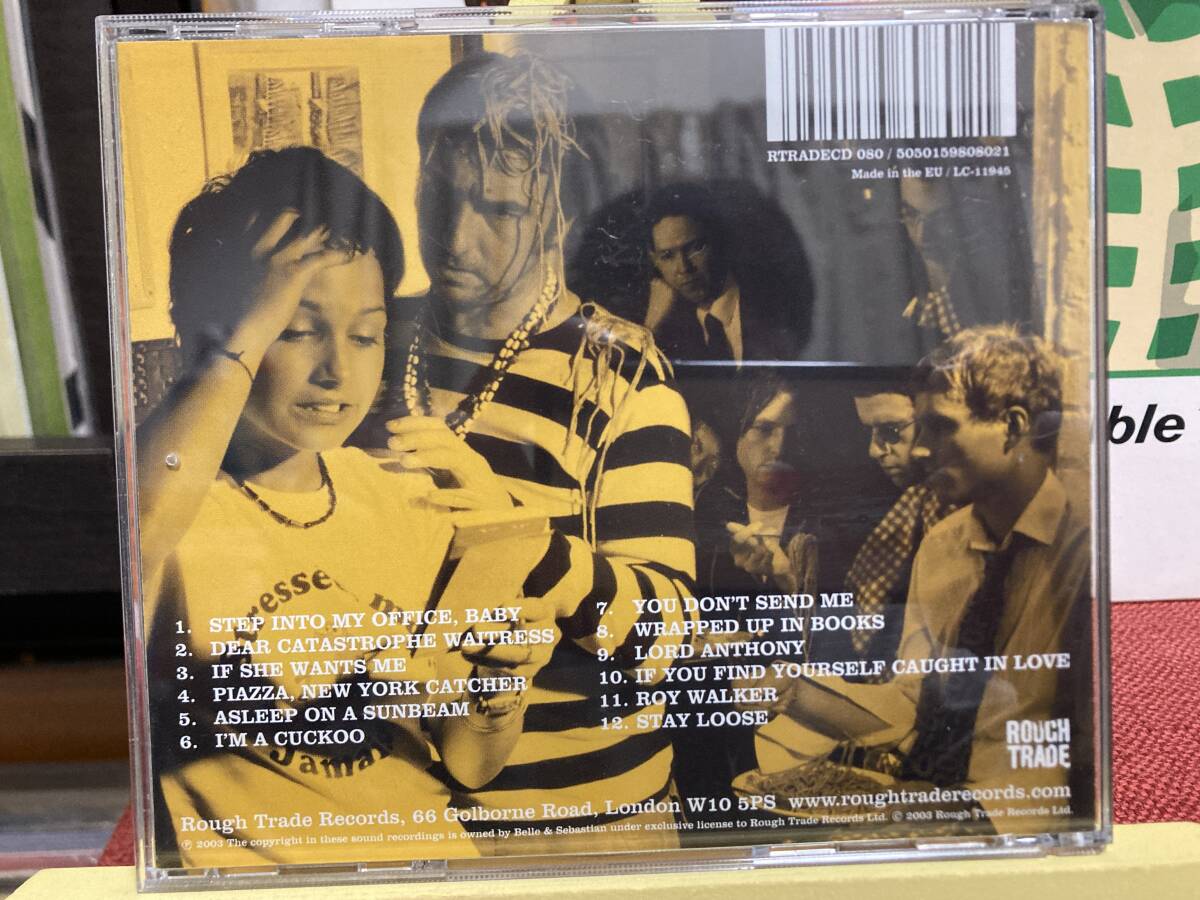 RTRADECD 080 / 5050159808021
Made in the EU / LC-11945
ble
1. STEP INTO MY OFFICE, BABY
2. DEAR CATASTROPHE WAITRESS
3. IF SHE WANTS ME
4. PIAZZA, NEW YORK CATCHER
5. ASLEEP ON A SUNBEAM
6. I'M A CUCKOO
7. YOU DON'T SEND ME
8. WRAPPED UP IN BOOKS
9. LORD ANTHONY
10. IF YOU FIND YOURSELF CAUGHT IN LOVE
11. ROY WALKER
12. STAY LOOSE
ROUGH
TRADE
Rough Trade Records, 66 Golborne Road, London W10 5PS www.roughtraderecords.com
℗ 2003 The copyright in these sound recordings is owned by Belle & Sebastian under exclusive license to Rough Trade Records Ltd. © 2003 Rough Trade Records Ltd.